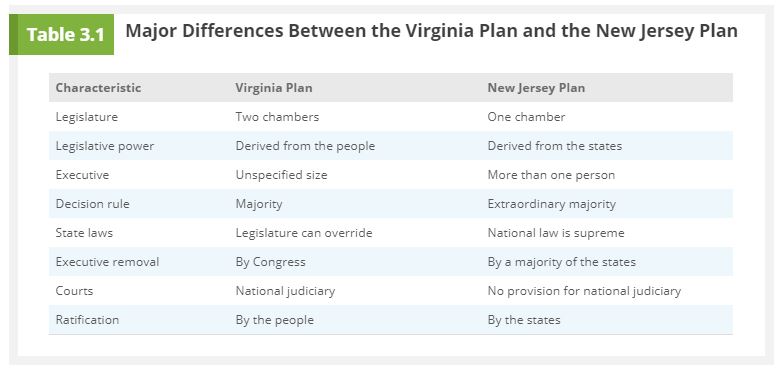 Table 3.1 Major Differences Between the Virginia Plan and the New Jersey Plan
Characteristic Virginia Plan New Jersey Plan
Legislature Two chambers One chamber
Legislative power Derived from the people Derived from the states
Executive Unspecified size More than one person
Decision rule Majority Extraordinary majority
State laws Legislature can override National law is supreme
Executive removal By Congress By a majority of the states
Courts National judiciary No provision for national judiciary
Ratification By the people By the states